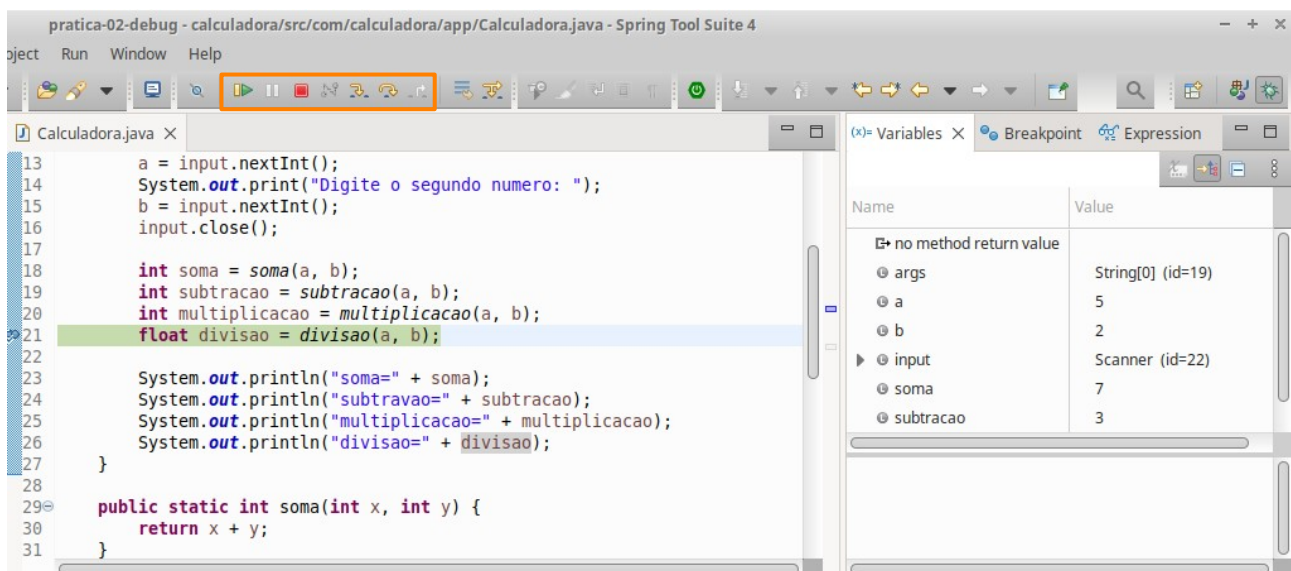 pratica-02-debug - calculadora/src/com/calculadora/app/Calculadora.java - Spring Tool Suite 4
oject Run Window Help
Calculadora.java
(x)= Variables Breakpoint Expression
13 a = input.nextInt();
14 System.out.print("Digite o segundo numero: ");
15 b = input.nextInt();
16 input.close();
17
18 int soma = soma(a, b);
19 int subtracao = subtracao(a, b);
20 int multiplicacao = multiplicacao(a, b);
21 float divisao = divisao(a, b);
22
23 System.out.println("soma=" + soma);
24 System.out.println("subtravao=" + subtracao);
25 System.out.println("multiplicacao=" + multiplicacao);
26 System.out.println("divisao=" + divisao);
27 }
28
29 public static int soma(int x, int y) {
30 return x + y;
31 }
Name Value
no method return value
args String[0] (id=19)
a 5
b 2
input Scanner (id=22)
soma 7
subtracao 3